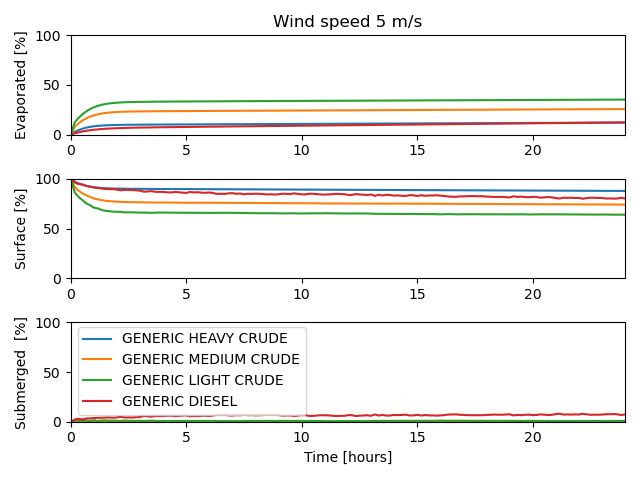 Wind speed 5 m/s
Evaporated [%]
100
50
0
0 5 10 15 20
Surface [%]
100
50
0
0 5 10 15 20
Submerged  [%]
100
50
0
GENERIC HEAVY CRUDE
GENERIC MEDIUM CRUDE
GENERIC LIGHT CRUDE
GENERIC DIESEL
0 5 10 15 20
Time [hours]